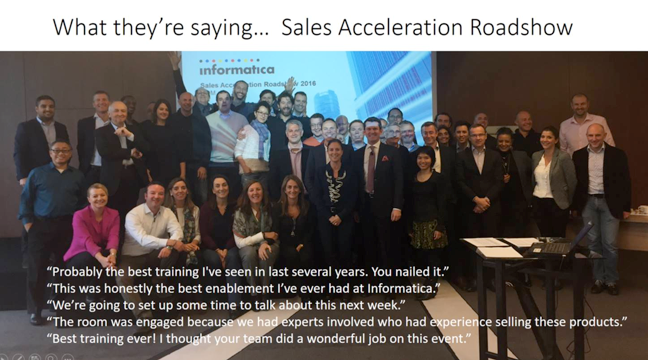 What they're saying... Sales Acceleration Roadshow
informatica
Sales Acceleration Roadshow 2016
"Probably the best training I've seen in last several years. You nailed it."
"This was honestly the best enablement I've ever had at Informatica."
"We're going to set up some time to talk about this next week."
"The room was engaged because we had experts involved who had experience selling these products."
"Best training ever! I thought your team did a wonderful job on this event."